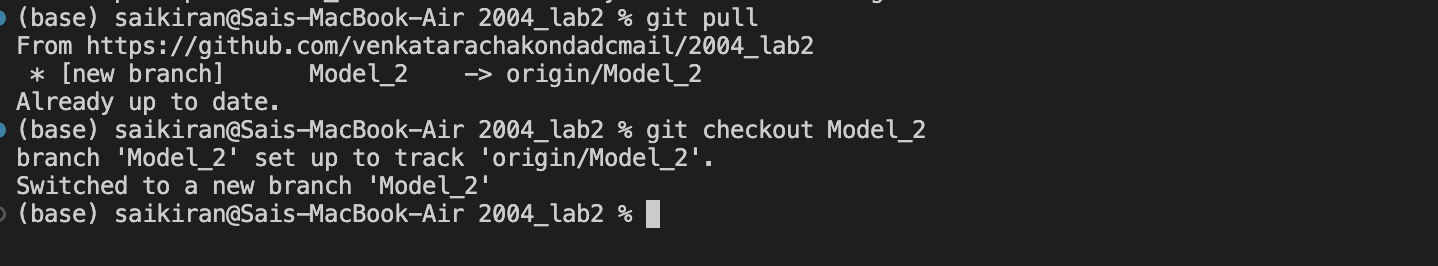 (base) saikiran@Sais-MacBook-Air 2004_lab2 % git pull
From https://github.com/venkatarachakondadcmail/2004_lab2
 * [new branch]      Model_2    -> origin/Model_2
Already up to date.
(base) saikiran@Sais-MacBook-Air 2004_lab2 % git checkout Model_2
branch 'Model_2' set up to track 'origin/Model_2'.
Switched to a new branch 'Model_2'
(base) saikiran@Sais-MacBook-Air 2004_lab2 %